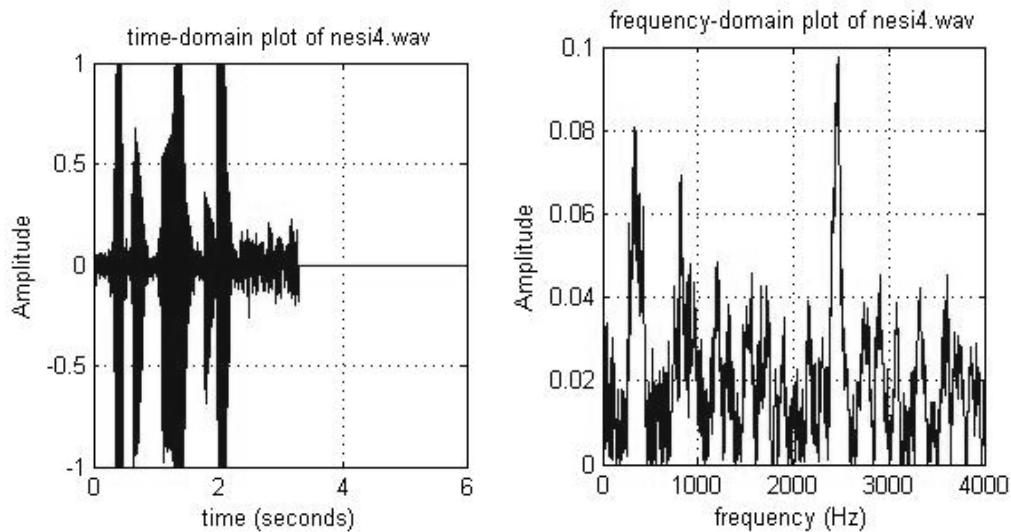 time-domain plot of nesi4.wav
1
0.5
0
-0.5
-1
Amplitude
0 2 4 6
time (seconds)
frequency-domain plot of nesi4.wav
0.1
0.08
0.06
0.04
0.02
0
Amplitude
0 1000 2000 3000 4000
frequency (Hz)